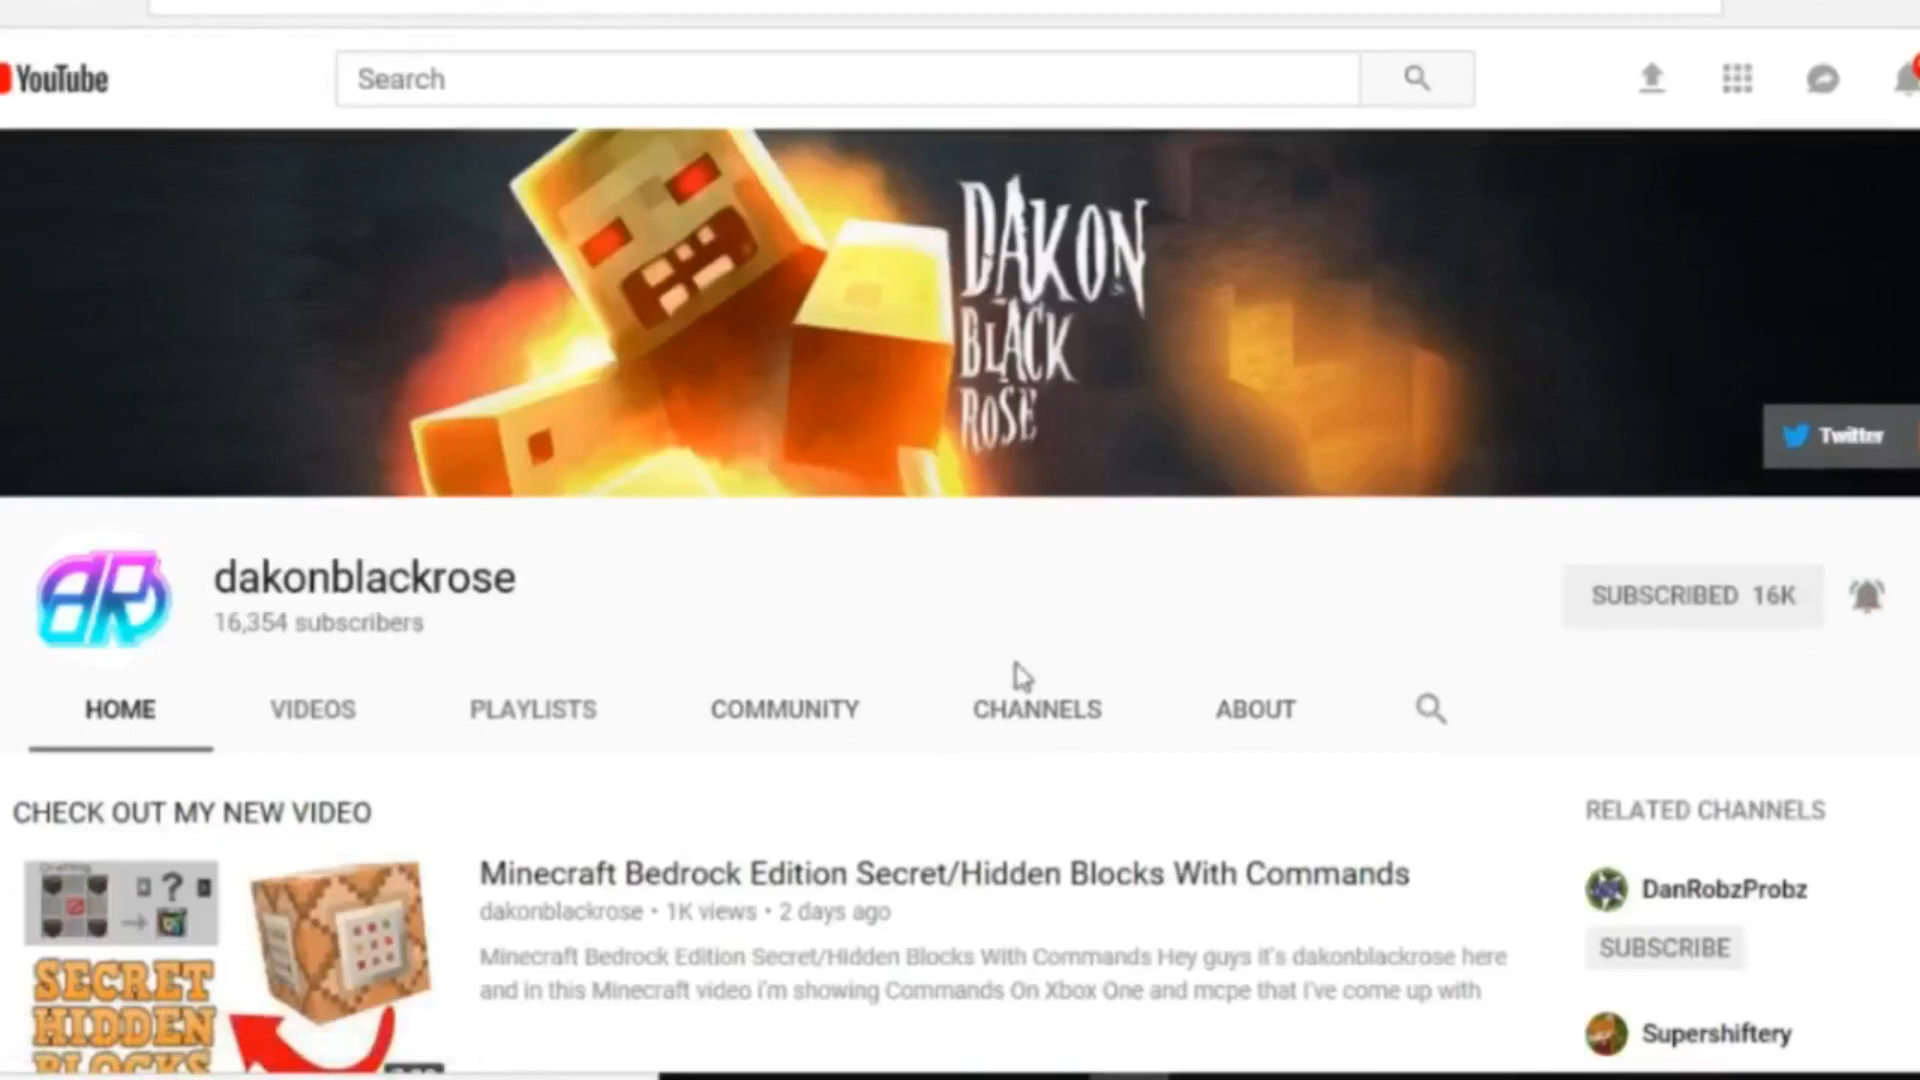 YouTube
Search
DAKON
BLACK
ROSE
Twitter
dakonblackrose
16,354 subscribers
SUBSCRIBED 16K
HOME VIDEOS PLAYLISTS COMMUNITY CHANNELS ABOUT
CHECK OUT MY NEW VIDEO
RELATED CHANNELS
Crafting
?
SECRET
HIDDEN
BLOCKS
Minecraft Bedrock Edition Secret/Hidden Blocks With Commands
dakonblackrose • 1K views • 2 days ago
Minecraft Bedrock Edition Secret/Hidden Blocks With Commands Hey guys it's dakonblackrose here
and in this Minecraft video i'm showing Commands On Xbox One and mcpe that I've come up with
DanRobzProbz
SUBSCRIBE
Supershiftery